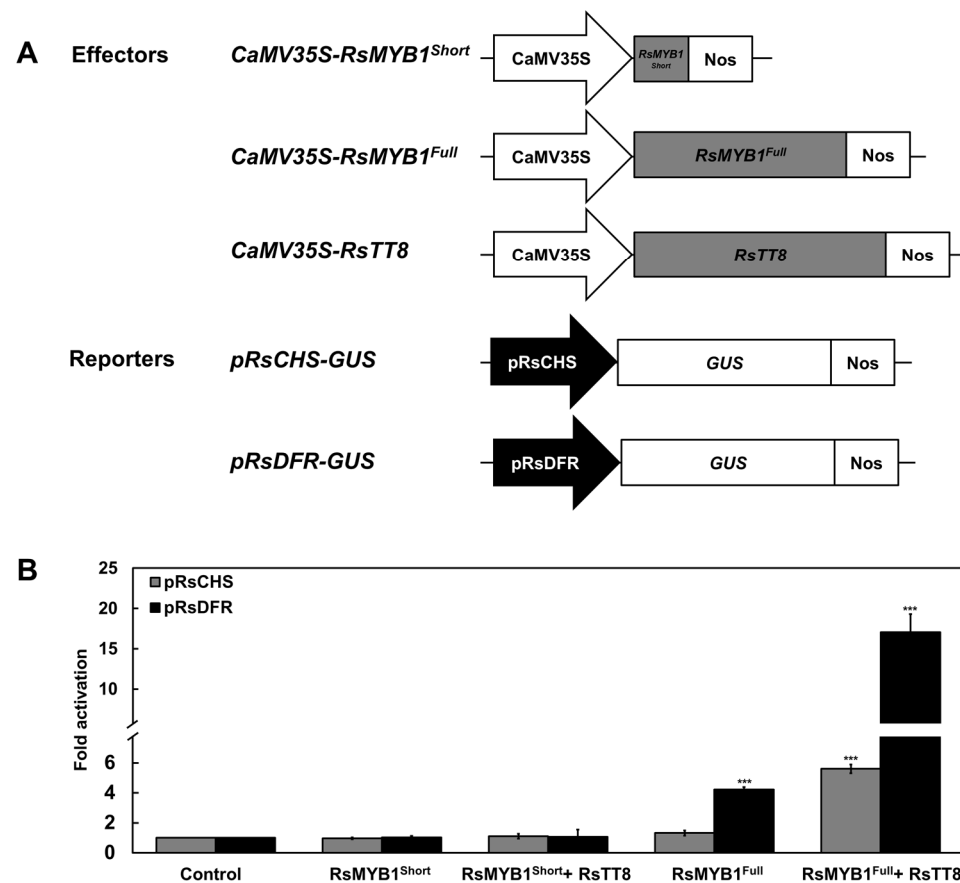 A Effectors CaMV35S-RsMYB1Short CaMV35S RsMYB1 Short Nos
CaMV35S-RsMYB1Full CaMV35S RsMYB1Full Nos
CaMV35S-RsTT8 CaMV35S RsTT8 Nos
Reporters pRsCHS-GUS pRsCHS GUS Nos
pRsDFR-GUS pRsDFR GUS Nos
B
Fold activation
25
20
15
10
6
4
2
0
pRsCHS
pRsDFR
***
***
***
Control RsMYB1Short RsMYB1Short+ RsTT8 RsMYB1Full RsMYB1Full+ RsTT8